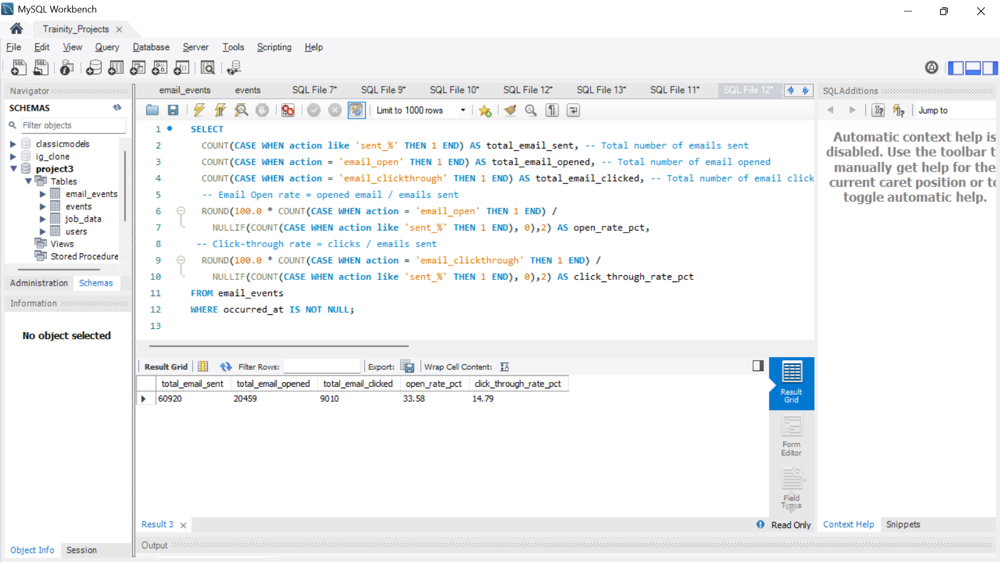 MySQL Workbench
Trainity_Projects
File Edit View Query Database Server Tools Scripting Help
Navigator
SCHEMAS
Filter objects
classicmodels
ig_clone
project3
Tables
email_events
events
job_data
users
Views
Stored Procedure
Administration Schemas
Information
No object selected
Object Info Session
email_events events SQL File 7* SQL File 9* SQL File 10* SQL File 12* SQL File 13* SQL File 11* SQL File 12*
Limit to 1000 rows
1 SELECT
2 COUNT(CASE WHEN action like 'sent_%' THEN 1 END) AS total_email_sent, -- Total number of emails sent
3 COUNT(CASE WHEN action = 'email_open' THEN 1 END) AS total_email_opened, -- Total number of email opened
4 COUNT(CASE WHEN action = 'email_clickthrough' THEN 1 END) AS total_email_clicked, -- Total number of email click
5 -- Email Open rate = opened email / emails sent
6 ROUND(100.0 * COUNT(CASE WHEN action = 'email_open' THEN 1 END) /
7 NULLIF(COUNT(CASE WHEN action like 'sent_%' THEN 1 END), 0),2) AS open_rate_pct,
8 -- Click-through rate = clicks / emails sent
9 ROUND(100.0 * COUNT(CASE WHEN action = 'email_clickthrough' THEN 1 END) /
10 NULLIF(COUNT(CASE WHEN action like 'sent_%' THEN 1 END), 0),2) AS click_through_rate_pct
11 FROM email_events
12 WHERE occurred_at IS NOT NULL;
13
Result Grid Filter Rows: Export: Wrap Cell Content:
total_email_sent total_email_opened total_email_clicked open_rate_pct click_through_rate_pct
60920 20459 9010 33.58 14.79
Result
Grid
Form
Editor
Field
Types
Result 3
Read Only
Output
SQLAdditions
Jump to
Automatic context help is
disabled. Use the toolbar t
manually get help for the
current caret position or to
toggle automatic help.
Context Help Snippets